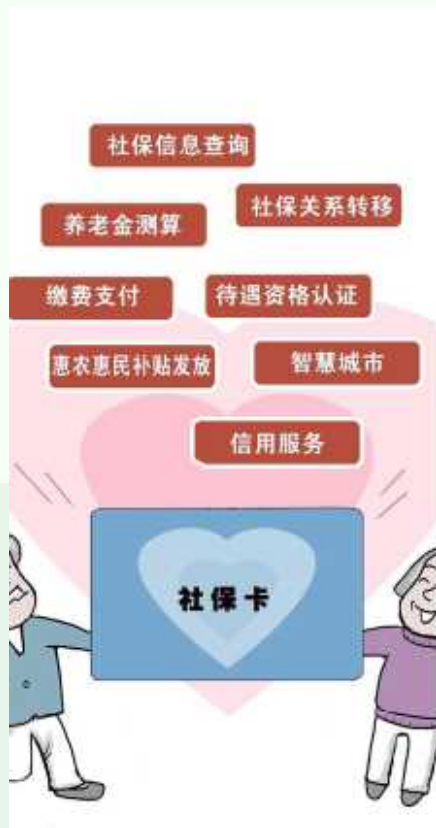 社保信息查询
社保关系转移
养老金测算
缴费支付
待遇资格认证
惠农惠民补贴发放
智慧城市
信用服务
社保卡